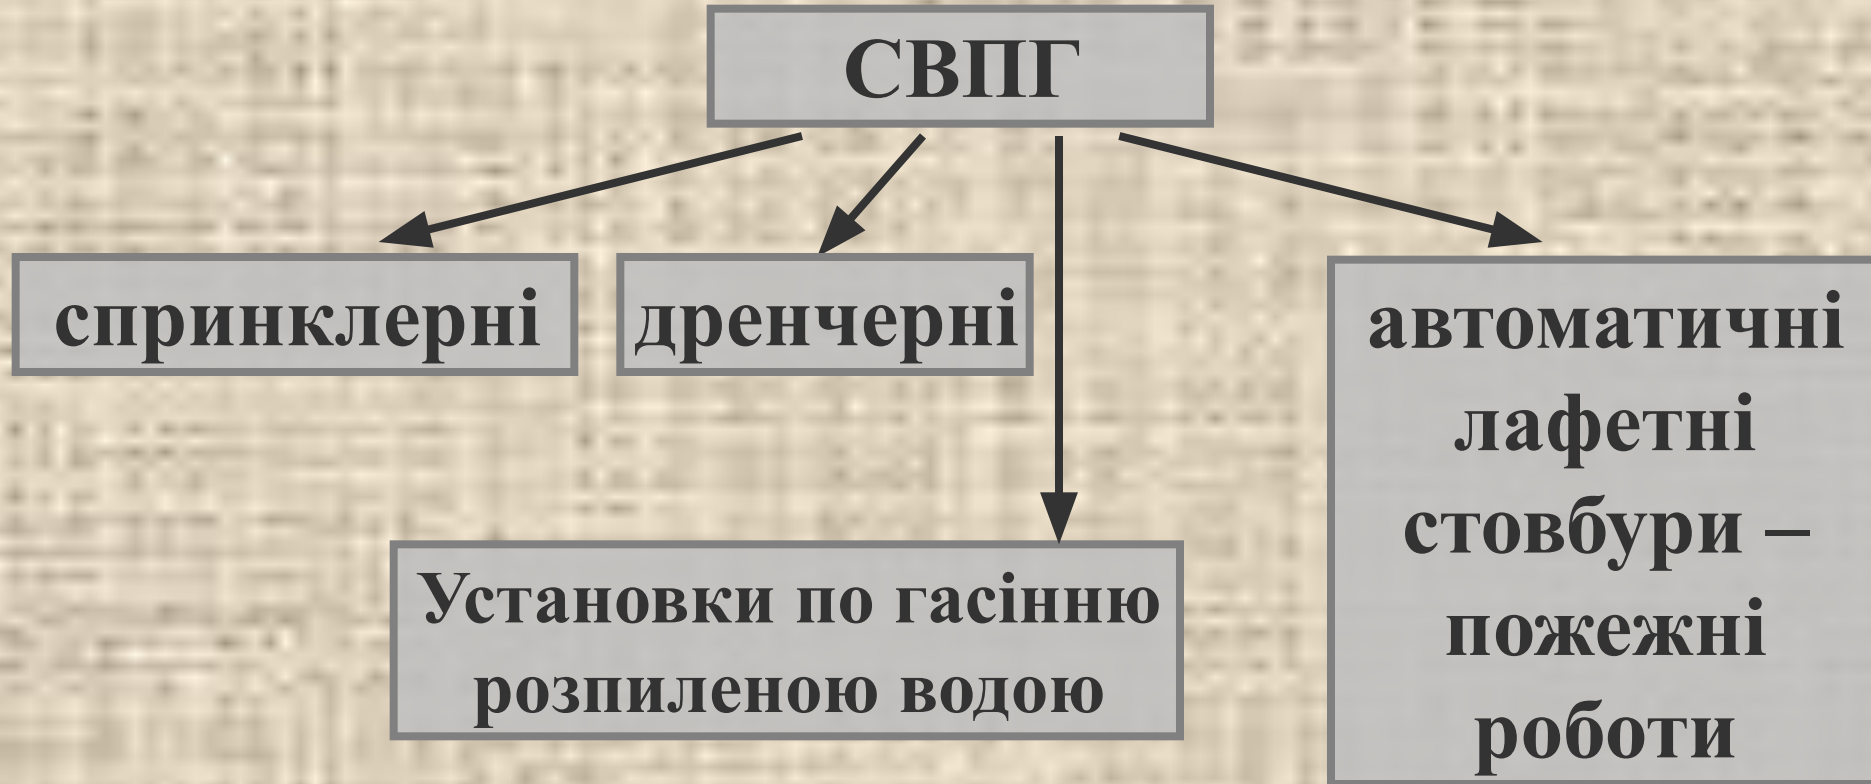 СВПГ
спринклерні
дренчерні
Установки по гасінню
розпиленою водою
автоматичні
лафетні
стовбури –
пожежні
роботи